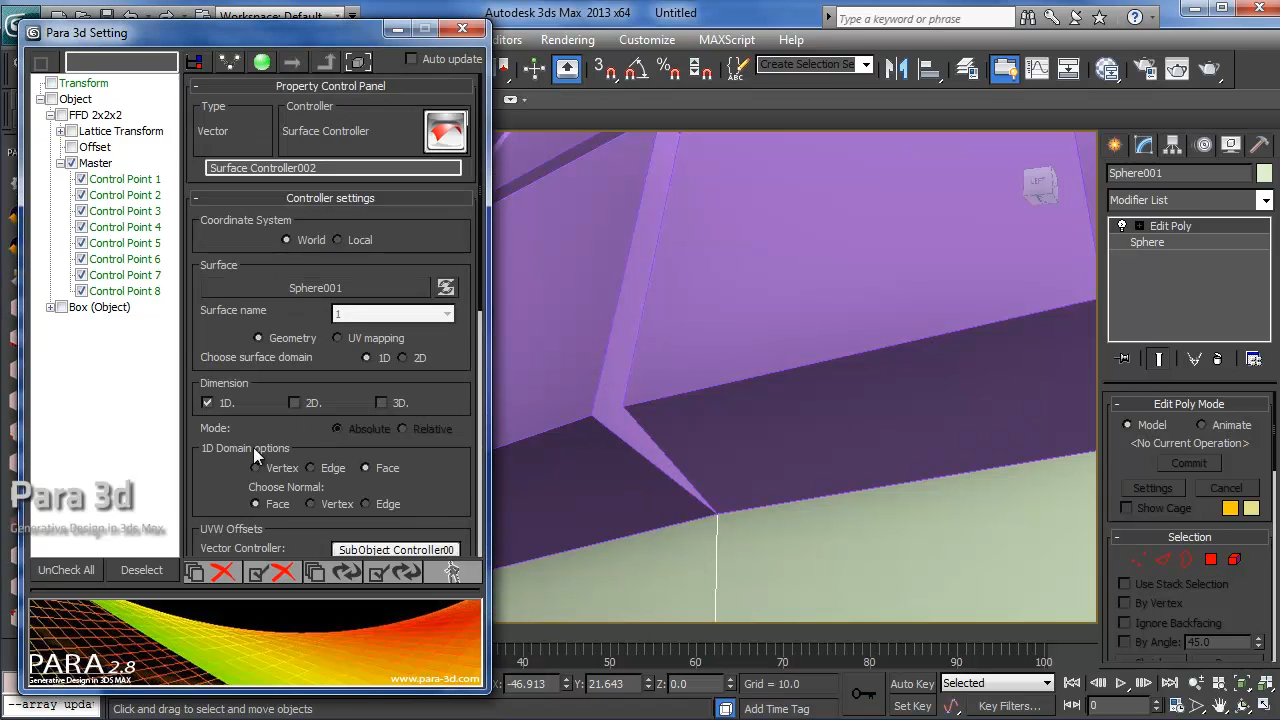 Para 3d Setting
Workspace: Default
Autodesk 3ds Max  2013 x64
Untitled
Type a keyword or phrase
Rendering
Customize
MAXScript
Help
Create Selection Se
Auto update
Transform
Object
FFD 2x2x2
Lattice Transform
Offset
Master
Control Point 1
Control Point 2
Control Point 3
Control Point 4
Control Point 5
Control Point 6
Control Point 7
Control Point 8
Box (Object)
Property Control Panel
Type
Vector
Controller
Surface Controller
Surface Controller002
Controller settings
Coordinate System
World
Local
Surface
Sphere001
Surface name
1
Geometry
UV mapping
Choose surface domain
1D
2D
Dimension
1D.
2D.
3D.
Mode:
Absolute
Relative
1D Domain options
Vertex
Edge
Face
Choose Normal:
Face
Vertex
Edge
UVW Offsets
Vector Controller:
SubObject Controller00
UnCheck All
Deselect
Para 3d
Generative Design in 3ds Max
PARA 2.8
Generative Design in 3DS MAX
www.para-3d.com
Sphere001
Modifier List
Edit Poly
Sphere
Edit Poly Mode
Model
Animate
<No Current Operation>
Commit
Settings
Cancel
Show Cage
Selection
Use Stack Selection
By Vertex
Ignore Backfacing
By Angle:
45.0
40
50
60
70
80
90
100
X:
-46.913
Y:
21.643
Z:
0.0
Grid = 10.0
Auto Key
Selected
Set Key
Key Filters...
0
--array upda
Click and drag to select and move objects
Add Time Tag